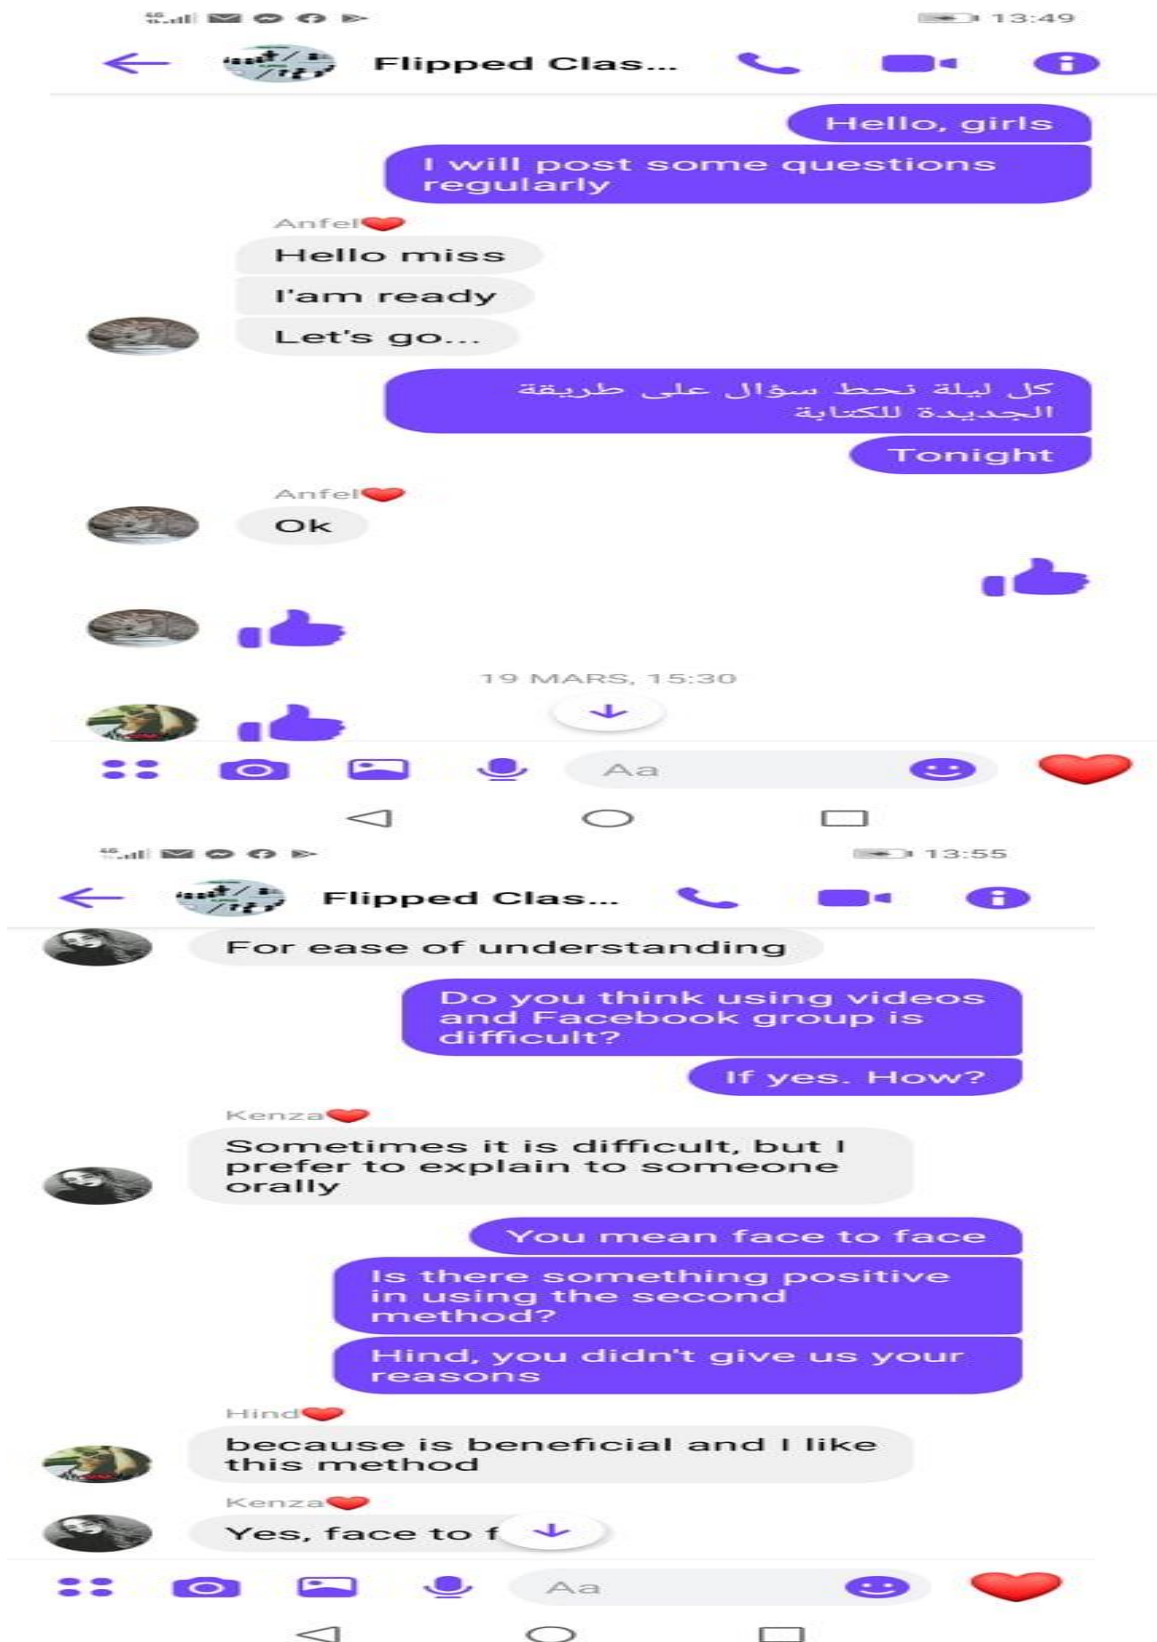 13:49
Flipped Clas...
Hello, girls
I will post some questions
regularly
Anfel
Hello miss
I'am ready
Let's go...
كل ليلة نحط سؤال على طريقة
الجديدة للكتابة
Tonight
Anfel
Ok
19 MARS, 15:30
Aa
13:55
Flipped Clas...
For ease of understanding
Do you think using videos
and Facebook group is
difficult?
If yes. How?
Kenza
Sometimes it is difficult, but I
prefer to explain to someone
orally
You mean face to face
Is there something positive
in using the second
method?
Hind, you didn't give us your
reasons
Hind
because is beneficial and I like
this method
Kenza
Yes, face to f
Aa